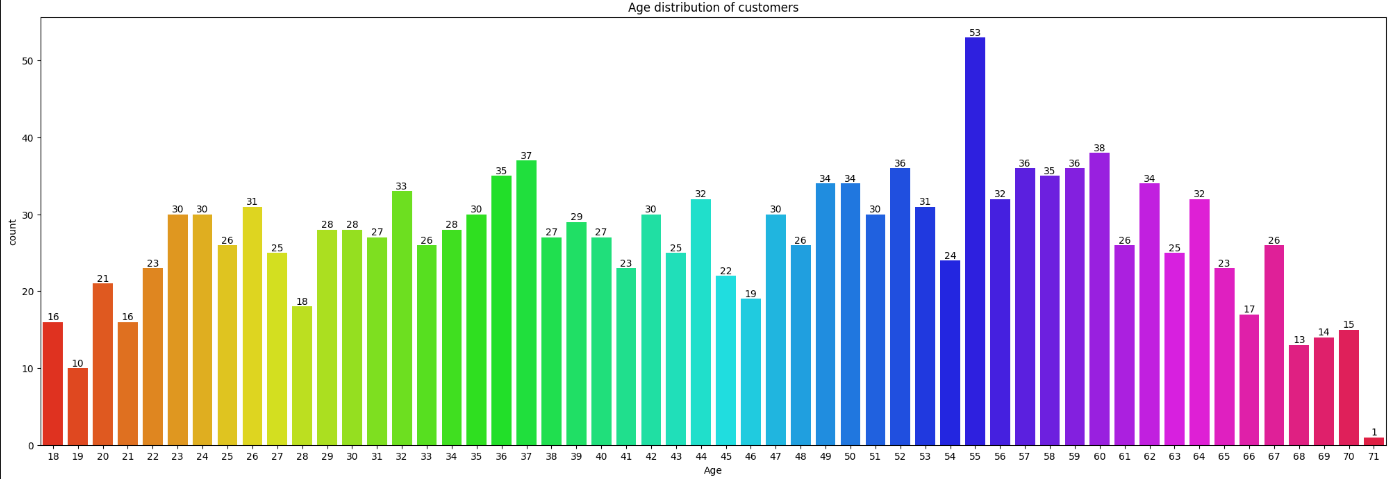 Age distribution of customers
count
50
40
30
20
10
0
16 10 21 16 23 30 30 26 31 25 18 28 28 27 33 26 28 30 35 37 27 29 27 23 30 25 32 22 19 30 26 34 34 30 36 31 24 53 32 36 35 36 38 26 34 25 32 23 17 26 13 14 15 1
18 19 20 21 22 23 24 25 26 27 28 29 30 31 32 33 34 35 36 37 38 39 40 41 42 43 44 45 46 47 48 49 50 51 52 53 54 55 56 57 58 59 60 61 62 63 64 65 66 67 68 69 70 71
Age